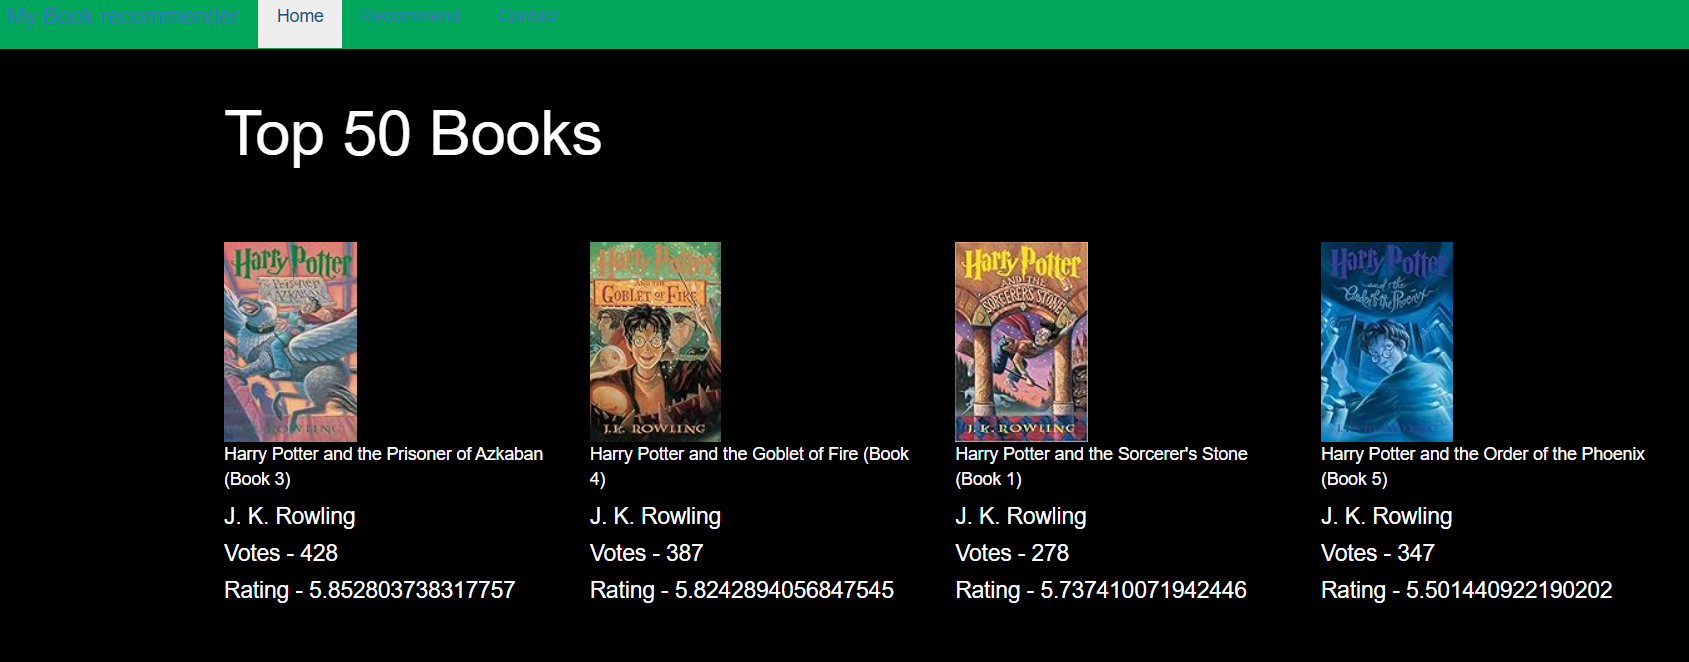 My Book recommender Home Recommend Contact
Top 50 Books
Harry Potter
and the Prisoner
of AZKABAN
J.K. ROWLING
Harry Potter
AND THE
GOBLET OF FIRE
J.K. ROWLING
Harry Potter
AND THE
SORCERER'S STONE
J. K. ROWLING
Harry Potter
and the
Order of the Phoenix
Harry Potter and the Prisoner of Azkaban
(Book 3)
J. K. Rowling
Votes - 428
Rating - 5.852803738317757
Harry Potter and the Goblet of Fire (Book
4)
J. K. Rowling
Votes - 387
Rating - 5.8242894056847545
Harry Potter and the Sorcerer's Stone
(Book 1)
J. K. Rowling
Votes - 278
Rating - 5.737410071942446
Harry Potter and the Order of the Phoenix
(Book 5)
J. K. Rowling
Votes - 347
Rating - 5.501440922190202